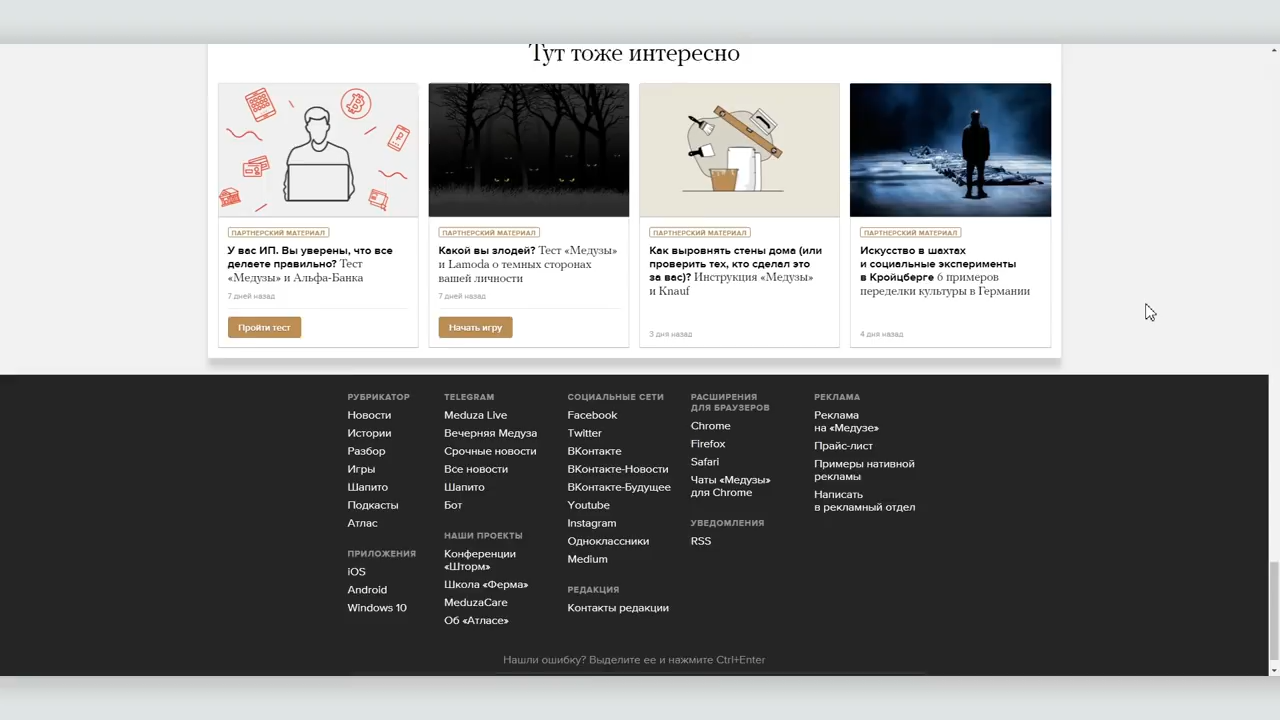 Тут тоже интересно
ПАРТНЕРСКИЙ МАТЕРИАЛ
У вас ИП. Вы уверены, что все
делаете правильно? Тест
«Медузы» и Альфа-Банка
7 дней назад
Пройти тест
ПАРТНЕРСКИЙ МАТЕРИАЛ
Какой вы злодей? Тест «Медузы»
и Lamoda о темных сторонах
вашей личности
7 дней назад
Начать игру
ПАРТНЕРСКИЙ МАТЕРИАЛ
Как выровнять стены дома (или
проверить тех, кто сделал это
за вас)? Инструкция «Медузы»
и Knauf
3 дня назад
ПАРТНЕРСКИЙ МАТЕРИАЛ
Искусство в шахтах
и социальные эксперименты
в Кройцберге 6 примеров
переделки культуры в Германии
4 дня назад
РУБРИКАТОР
Новости
Истории
Разбор
Игры
Шапито
Подкасты
Атлас
ПРИЛОЖЕНИЯ
iOS
Android
Windows 10
TELEGRAM
Meduza Live
Вечерняя Медуза
Срочные новости
Все новости
Шапито
Бот
НАШИ ПРОЕКТЫ
Конференции
«Шторм»
Школа «Ферма»
MeduzaCare
Об «Атласе»
СОЦИАЛЬНЫЕ СЕТИ
Facebook
Twitter
ВКонтакте
ВКонтакте-Новости
ВКонтакте-Будущее
Youtube
Instagram
Одноклассники
Medium
РЕДАКЦИЯ
Контакты редакции
РАСШИРЕНИЯ
ДЛЯ БРАУЗЕРОВ
Chrome
Firefox
Safari
Чаты «Медузы»
для Chrome
УВЕДОМЛЕНИЯ
RSS
РЕКЛАМА
Реклама
на «Медузе»
Прайс-лист
Примеры нативной
рекламы
Написать
в рекламный отдел
Нашли ошибку? Выделите ее и нажмите Ctrl+Enter